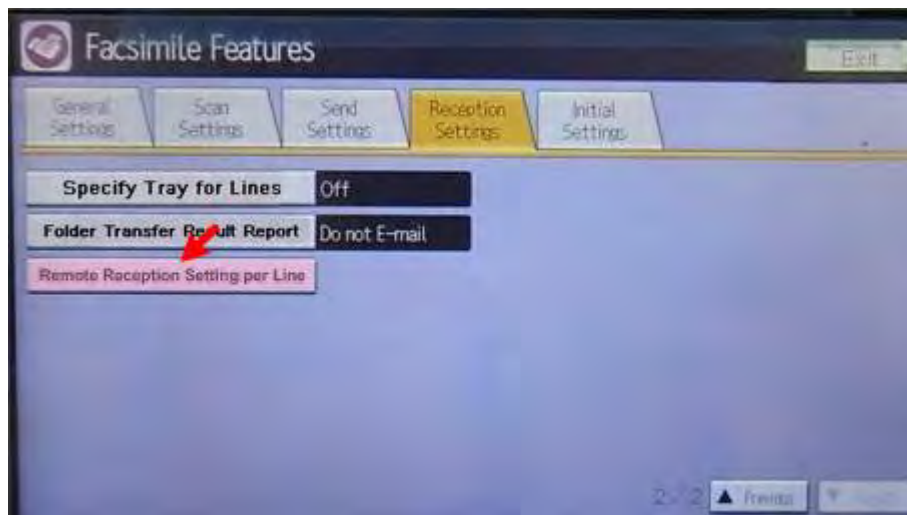 Facsimile Features
Exit
General Settings
Scan Settings
Send Settings
Reception Settings
Initial Settings
Specify Tray for Lines
Off
Folder Transfer Result Report
Do not E-mail
Remote Reception Setting per Line
2 / 2
▲ Previous
▼